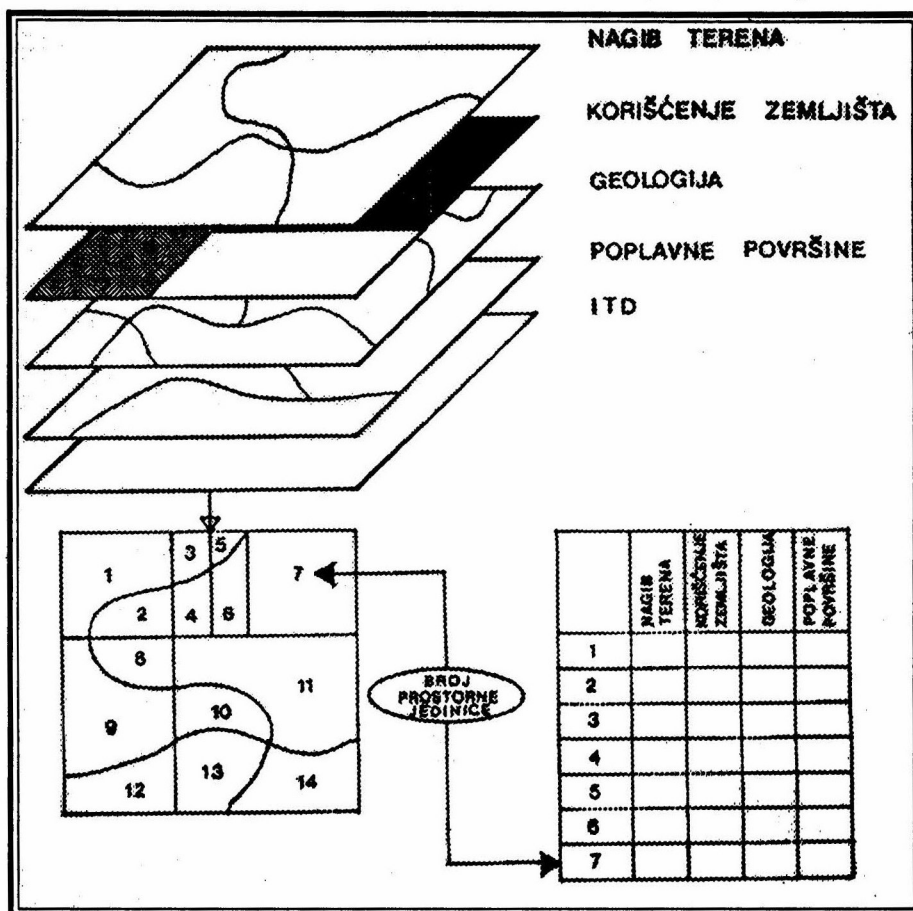 NAGIB TERENA
KORIŠĆENJE ZEMLJIŠTA
GEOLOGIJA
POPLAVNE POVRŠINE
ITD
1
2
3
4
5
6
7
8
9
10
11
12
13
14
BROJ
PROSTORNE
JEDINICE
NAGIB
TERENA
KORIŠĆENJE
ZEMLJIŠTA
GEOLOGIJA
POPLAVNE
POVRŠINE
1
2
3
4
5
6
7